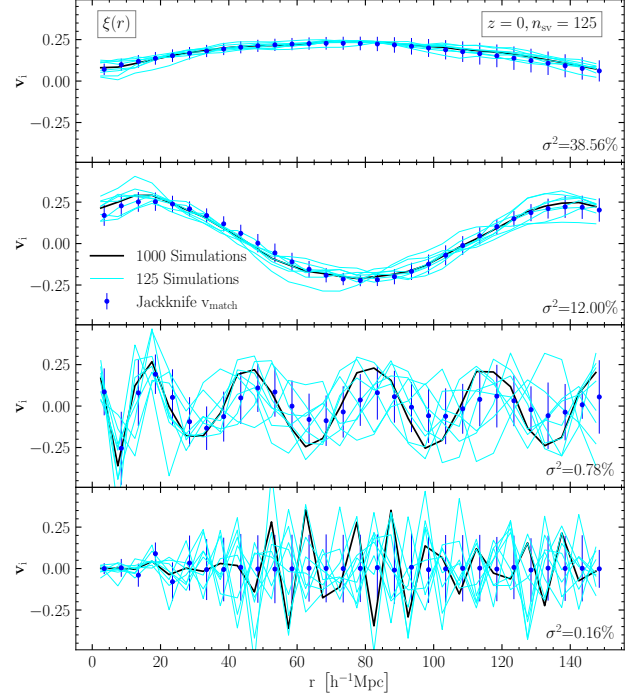 ξ(r)
z = 0, n_sv = 125
0.25
0.00
−0.25
v_i
σ²=38.56%
0.25
0.00
−0.25
v_i
1000 Simulations
125 Simulations
Jackknife v_match
σ²=12.00%
0.25
0.00
−0.25
v_i
σ²=0.78%
0.25
0.00
−0.25
v_i
σ²=0.16%
0 20 40 60 80 100 120 140
r [h⁻¹Mpc]